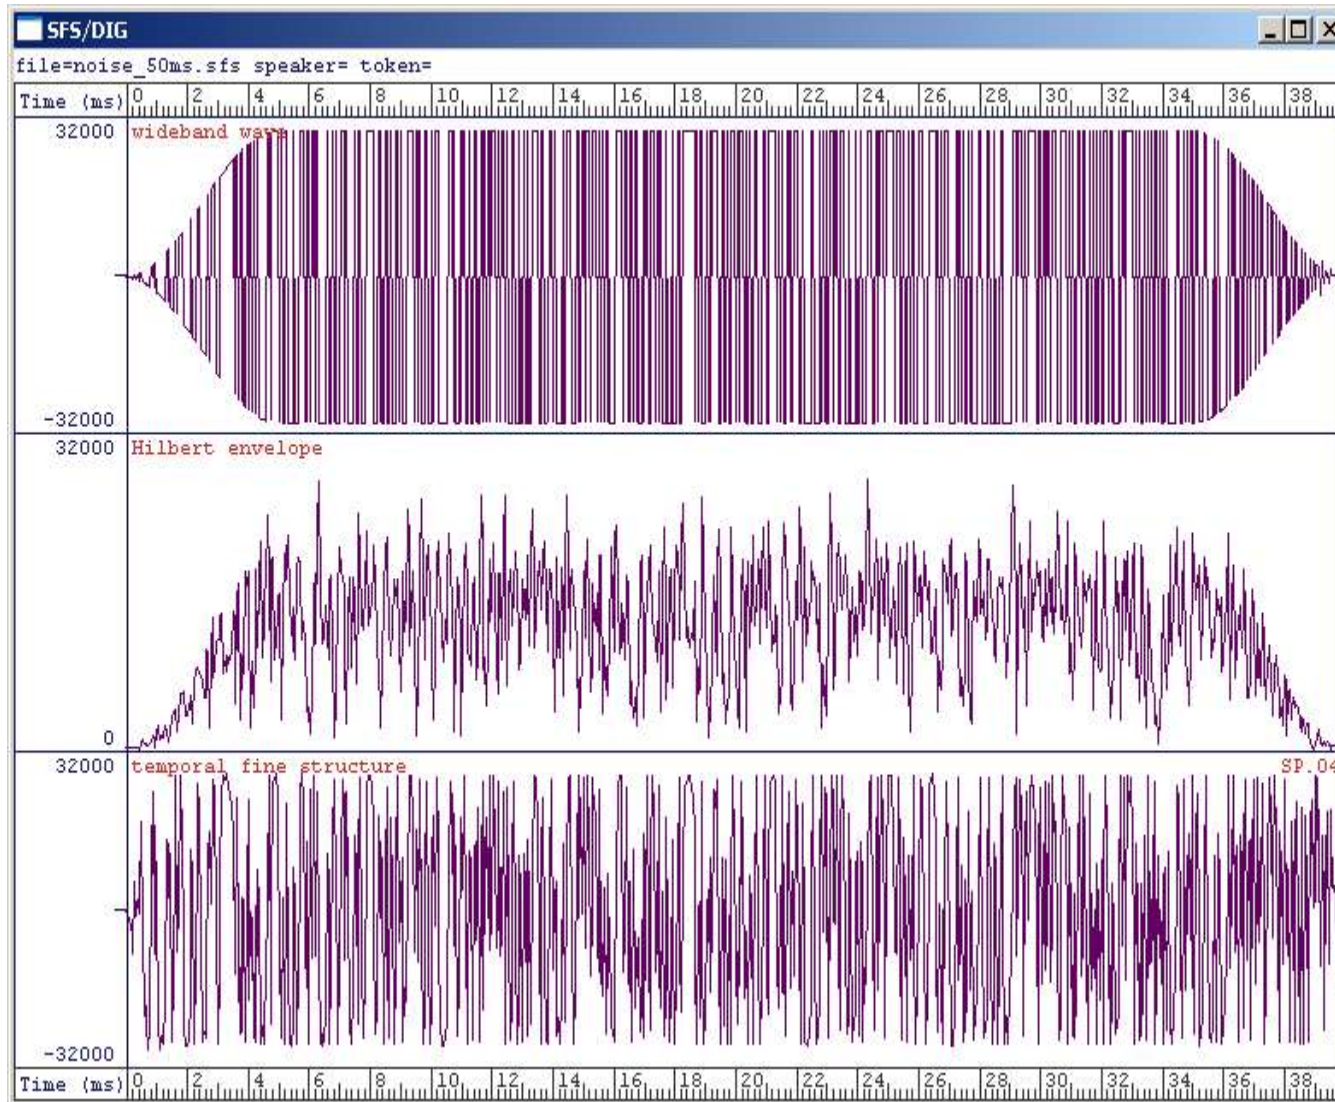 SFS/DIG
file=noise_50ms.sfs speaker= token=
Time (ms) 0 2 4 6 8 10 12 14 16 18 20 22 24 26 28 30 32 34 36 38
32000 wideband wave
-32000
32000 Hilbert envelope
0
32000 temporal fine structure SP.04
-32000
Time (ms) 0 2 4 6 8 10 12 14 16 18 20 22 24 26 28 30 32 34 36 38